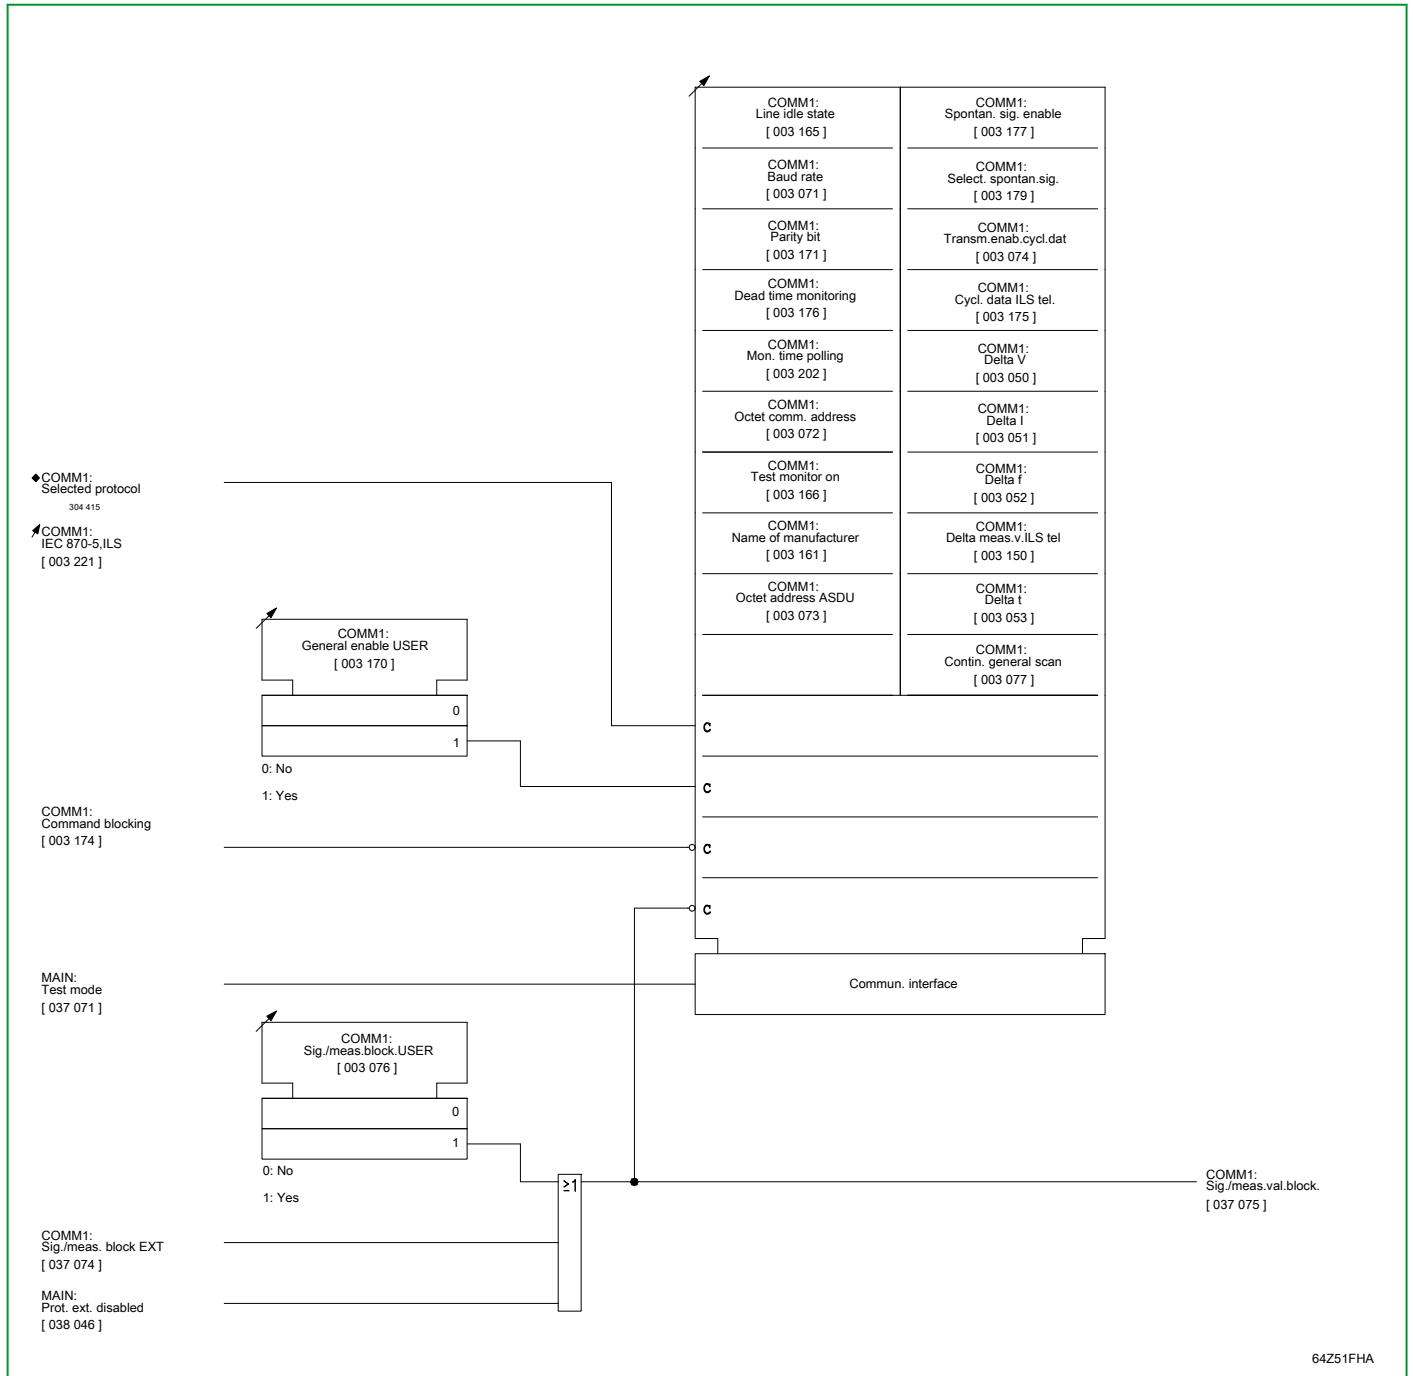 COMM1:
Line idle state
[ 003 165 ]
COMM1:
Spontan. sig. enable
[ 003 177 ]
COMM1:
Baud rate
[ 003 071 ]
COMM1:
Select. spontan.sig.
[ 003 179 ]
COMM1:
Parity bit
[ 003 171 ]
COMM1:
Transm.enab.cycl.dat
[ 003 074 ]
COMM1:
Dead time monitoring
[ 003 176 ]
COMM1:
Cycl. data ILS tel.
[ 003 175 ]
COMM1:
Mon. time polling
[ 003 202 ]
COMM1:
Delta V
[ 003 050 ]
COMM1:
Octet comm. address
[ 003 072 ]
COMM1:
Delta I
[ 003 051 ]
COMM1:
Test monitor on
[ 003 166 ]
COMM1:
Delta f
[ 003 052 ]
COMM1:
Name of manufacturer
[ 003 161 ]
COMM1:
Delta meas.v.ILS tel
[ 003 150 ]
COMM1:
Octet address ASDU
[ 003 073 ]
COMM1:
Delta t
[ 003 053 ]
COMM1:
Contin. general scan
[ 003 077 ]
COMM1:
Selected protocol
304 415
COMM1:
IEC 870-5,ILS
[ 003 221 ]
COMM1:
General enable USER
[ 003 170 ]
0
1
0: No
1: Yes
C
C
C
C
COMM1:
Command blocking
[ 003 174 ]
MAIN:
Test mode
[ 037 071 ]
Commun. interface
COMM1:
Sig./meas.block.USER
[ 003 076 ]
0
1
0: No
1: Yes
≥1
COMM1:
Sig./meas.val.block.
[ 037 075 ]
COMM1:
Sig./meas. block EXT
[ 037 074 ]
MAIN:
Prot. ext. disabled
[ 038 046 ]
64Z51FHA